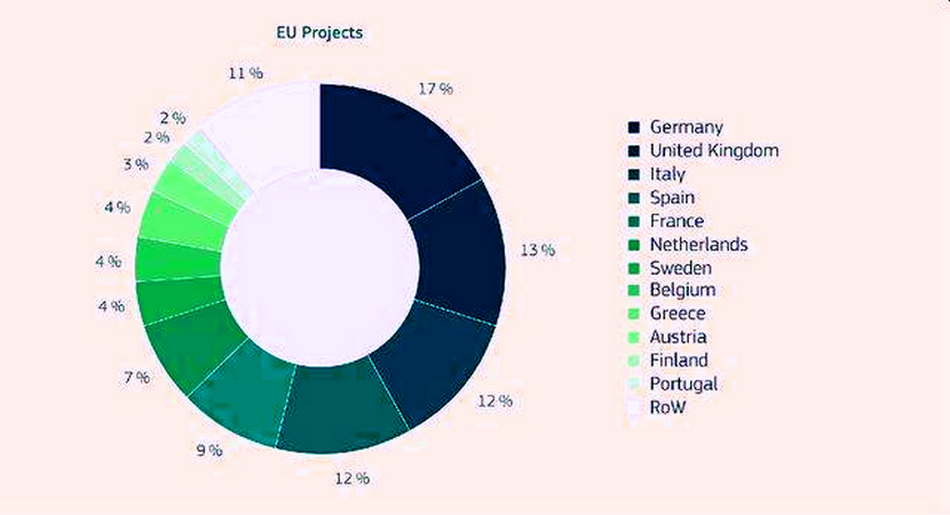 EU Projects
11 %
17 %
2 %
2 %
3 %
4 %
13 %
4 %
4 %
7 %
12 %
9 %
12 %
Germany
United Kingdom
Italy
Spain
France
Netherlands
Sweden
Belgium
Greece
Austria
Finland
Portugal
RoW